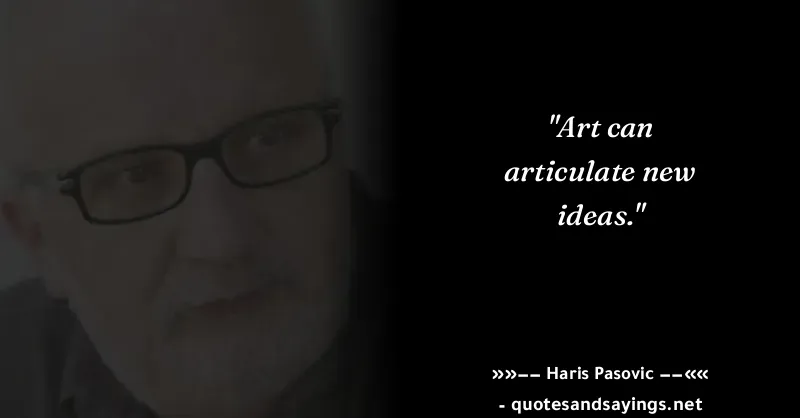 "Art can
articulate new
ideas."
»»−− Haris Pasovic −−««
- quotesandsayings.net